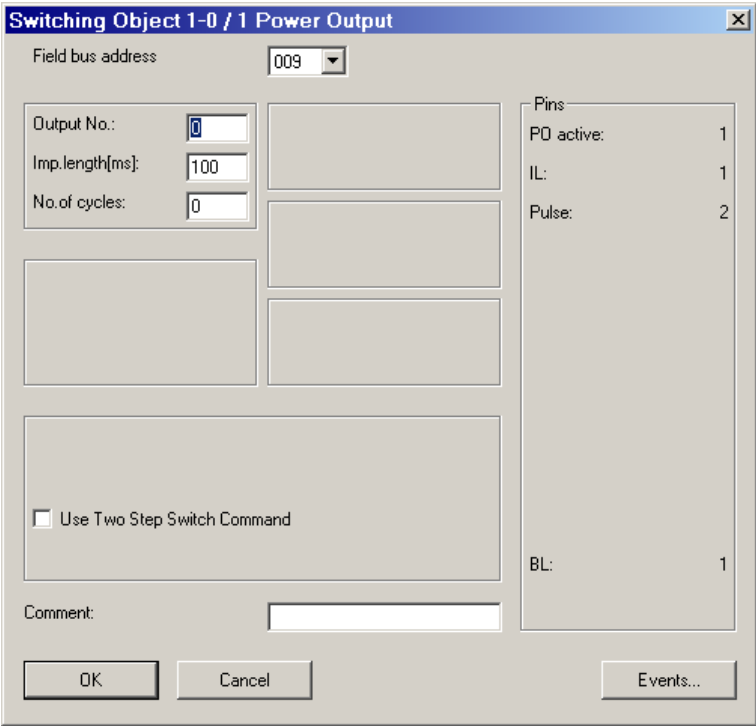 Switching Object 1-0 / 1 Power Output
Field bus address
009
Output No.:
0
Imp.length[ms]:
100
No.of cycles:
0
Use Two Step Switch Command
Comment:
Pins
PO active: 1
IL: 1
Pulse: 2
BL: 1
OK
Cancel
Events...